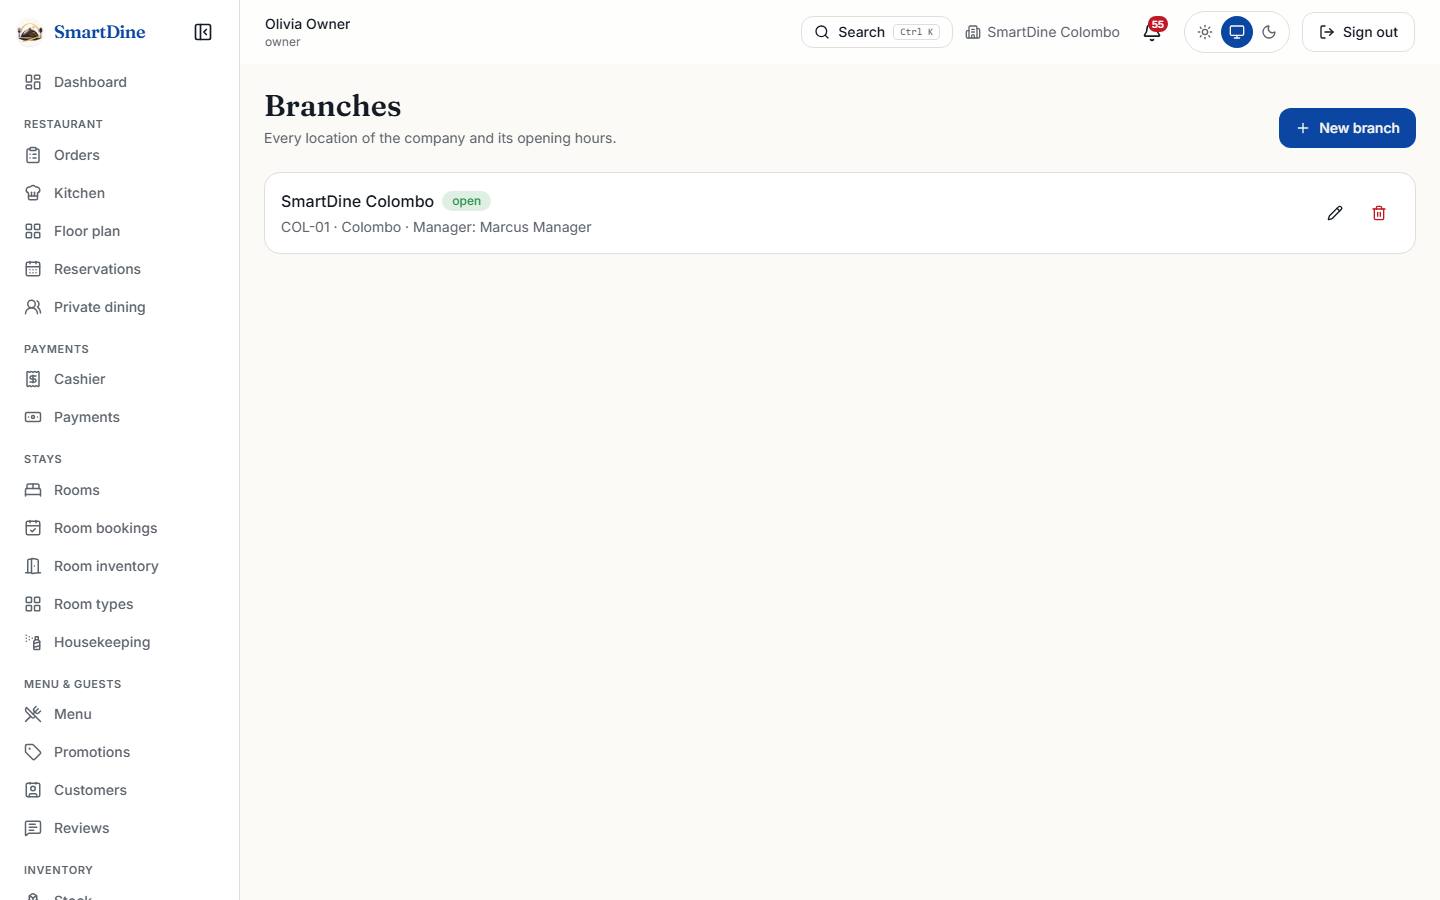 SmartDine
Dashboard
RESTAURANT
Orders
Kitchen
Floor plan
Reservations
Private dining
PAYMENTS
Cashier
Payments
STAYS
Rooms
Room bookings
Room inventory
Room types
Housekeeping
MENU & GUESTS
Menu
Promotions
Customers
Reviews
INVENTORY
Stock
Olivia Owner
owner
Search Ctrl K
SmartDine Colombo
55
Sign out
Branches
Every location of the company and its opening hours.
New branch
SmartDine Colombo open
COL-01 · Colombo · Manager: Marcus Manager